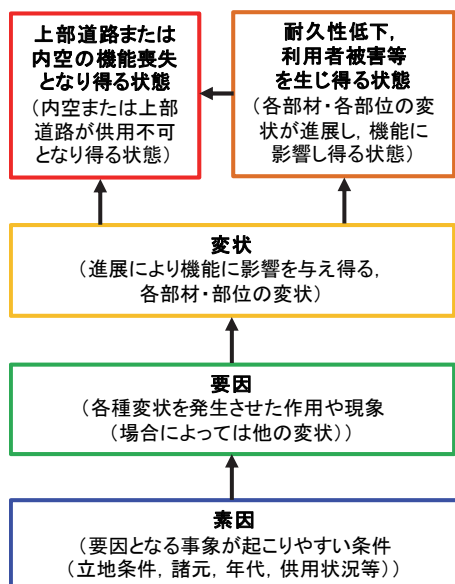 上部道路または
内空の機能喪失
となり得る状態
（内空または上部
道路が供用不可
となり得る状態）
耐久性低下，
利用者被害等
を生じ得る状態
（各部材・各部位の変
状が進展し，機能に
影響し得る状態）
変状
（進展により機能に影響を与え得る，
各部材・部位の変状）
要因
（各種変状を発生させた作用や現象
（場合によっては他の変状））
素因
（要因となる事象が起こりやすい条件
（立地条件，諸元，年代，供用状況等））